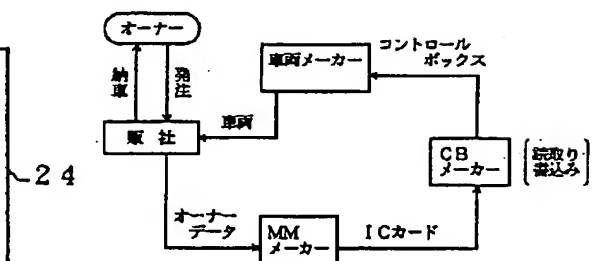 オーナー
納車
発注
販社
車両
車両メーカー
コントロール
ボックス
CB
メーカー
読取り
書込み
24
オーナー
データ
MM
メーカー
ICカード